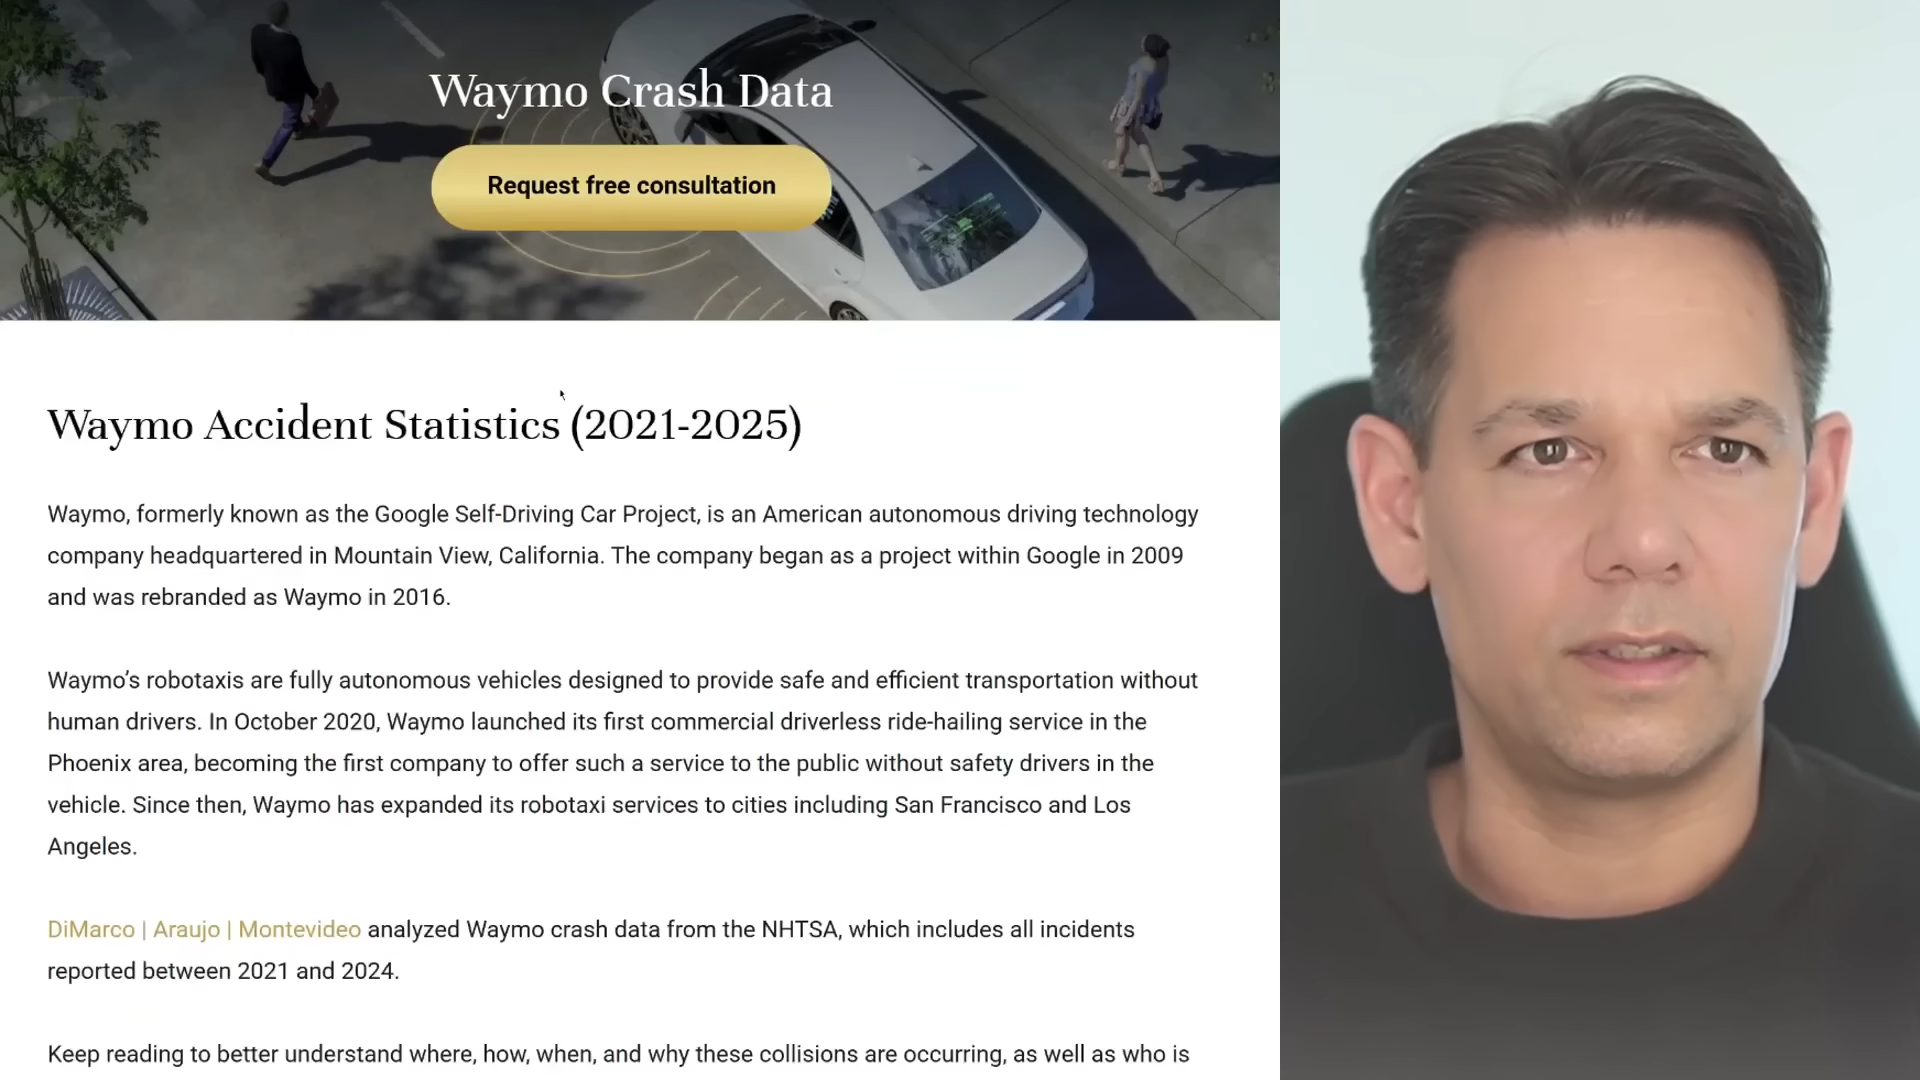 Waymo Crash Data
Request free consultation
Waymo Accident Statistics (2021-2025)
Waymo, formerly known as the Google Self-Driving Car Project, is an American autonomous driving technology
company headquartered in Mountain View, California. The company began as a project within Google in 2009
and was rebranded as Waymo in 2016.
Waymo’s robotaxis are fully autonomous vehicles designed to provide safe and efficient transportation without
human drivers. In October 2020, Waymo launched its first commercial driverless ride-hailing service in the
Phoenix area, becoming the first company to offer such a service to the public without safety drivers in the
vehicle. Since then, Waymo has expanded its robotaxi services to cities including San Francisco and Los
Angeles.
DiMarco | Araujo | Montevideo analyzed Waymo crash data from the NHTSA, which includes all incidents
reported between 2021 and 2024.
Keep reading to better understand where, how, when, and why these collisions are occurring, as well as who is